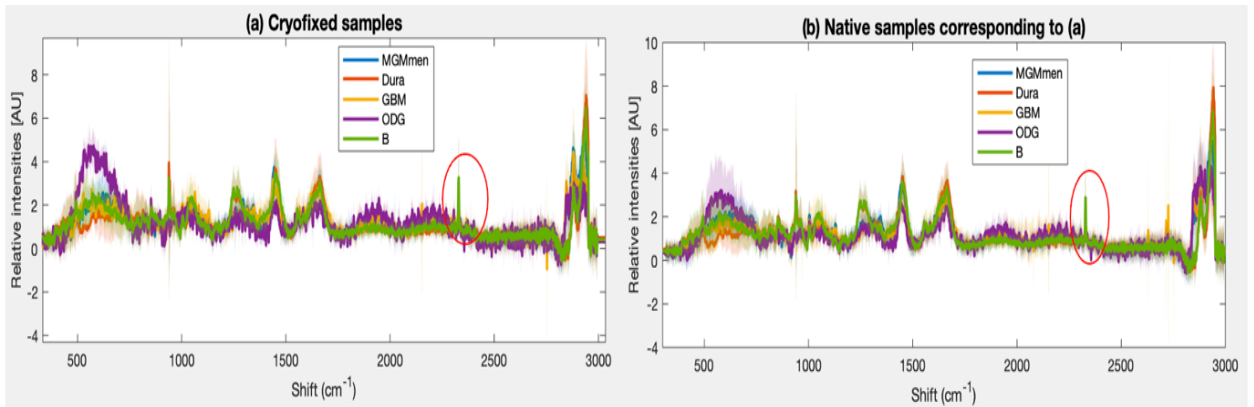 (a) Cryofixed samples
Relative intensities [AU]
8
6
4
2
0
-2
-4
MGMmen
Dura
GBM
ODG
B
500 1000 1500 2000 2500 3000
Shift (cm-1)
(b) Native samples corresponding to (a)
Relative intensities [AU]
10
8
6
4
2
0
-2
-4
MGMmen
Dura
GBM
ODG
B
500 1000 1500 2000 2500 3000
Shift (cm-1)